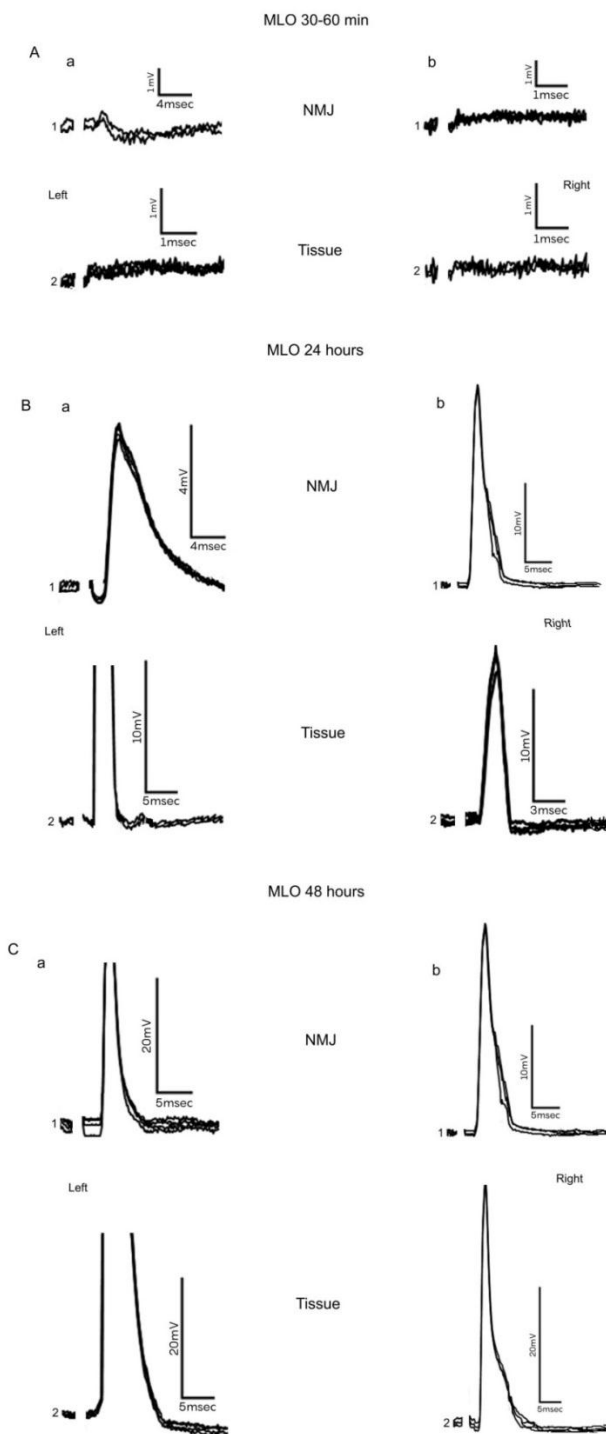 MLO 30-60 min
A
a
b
1mV
4msec
NMJ
1mV
1msec
1
1
Left
Right
1mV
1msec
Tissue
1mV
1msec
2
2
MLO 24 hours
B
a
b
4mV
4msec
NMJ
10mV
5msec
1
1
Left
Right
10mV
5msec
Tissue
10mV
3msec
2
2
MLO 48 hours
C
a
b
20mV
5msec
NMJ
10mV
5msec
1
1
Left
Right
20mV
5msec
Tissue
20mV
5msec
2
2